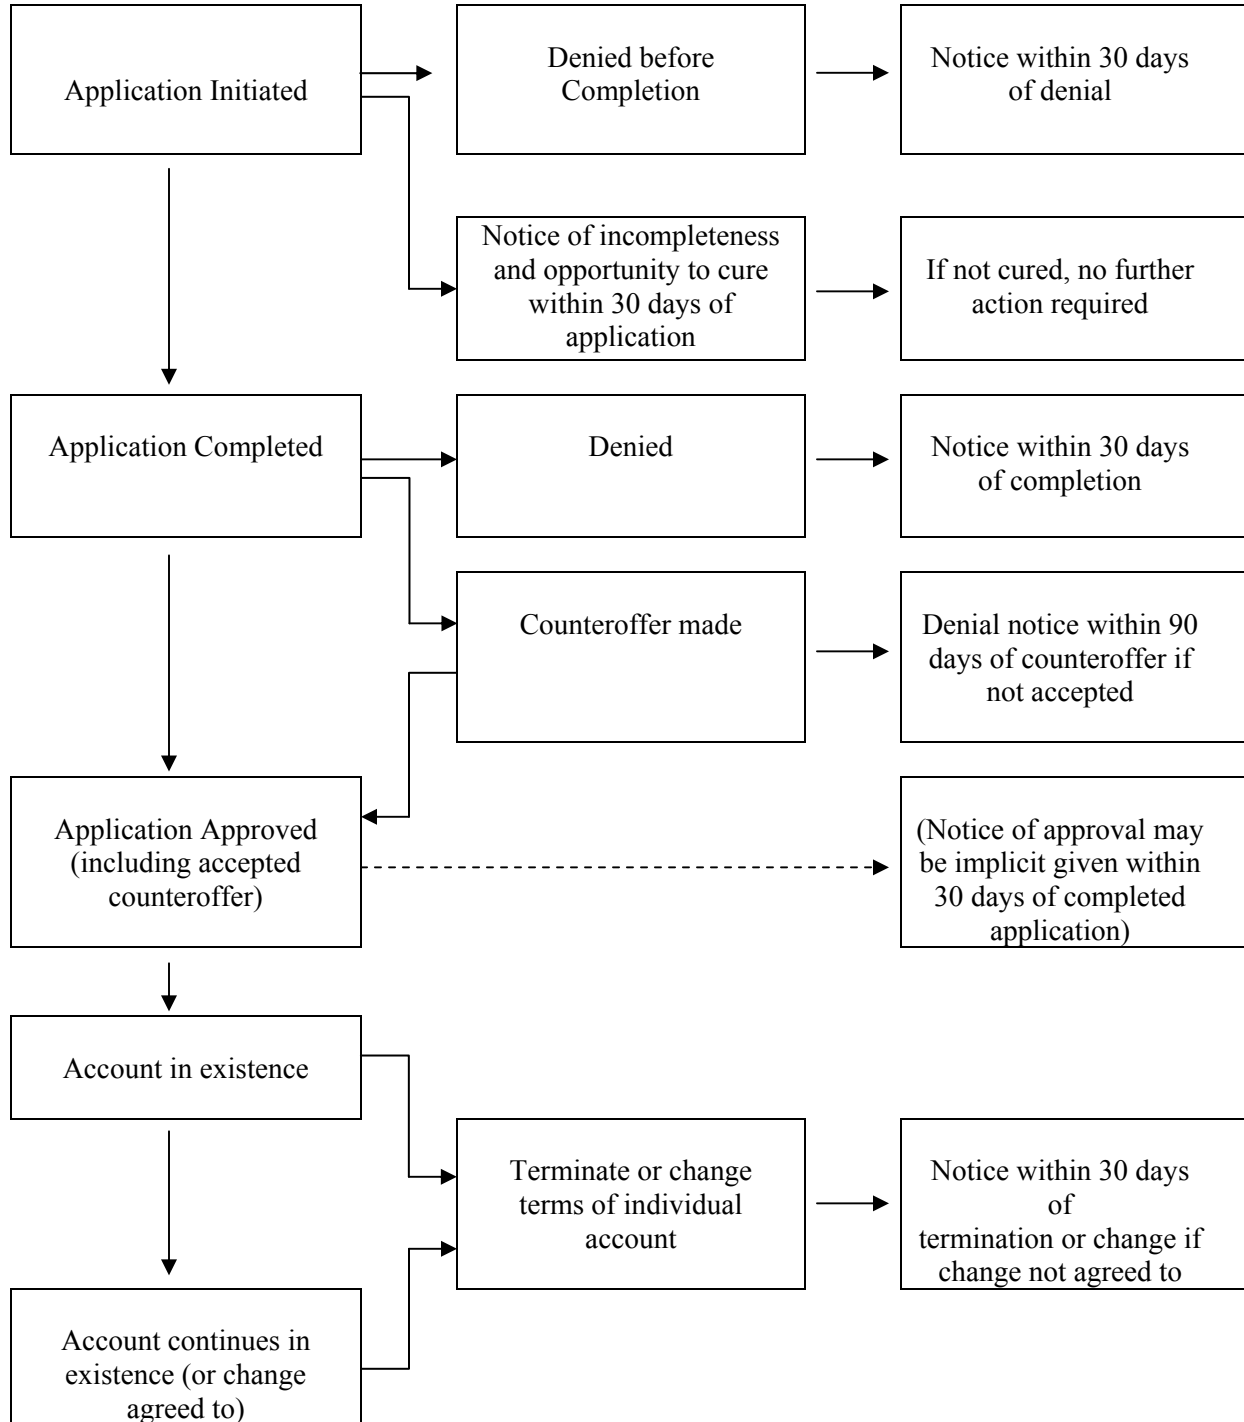 Application Initiated
Denied before
Completion
Notice within 30 days
of denial
Notice of incompleteness
and opportunity to cure
within 30 days of
application
If not cured, no further
action required
Application Completed
Denied
Notice within 30 days
of completion
Counteroffer made
Denial notice within 90
days of counteroffer if
not accepted
Application Approved
(including accepted
counteroffer)
(Notice of approval may
be implicit given within
30 days of completed
application)
Account in existence
Terminate or change
terms of individual
account
Notice within 30 days
of
termination or change if
change not agreed to
Account continues in
existence (or change
agreed to)